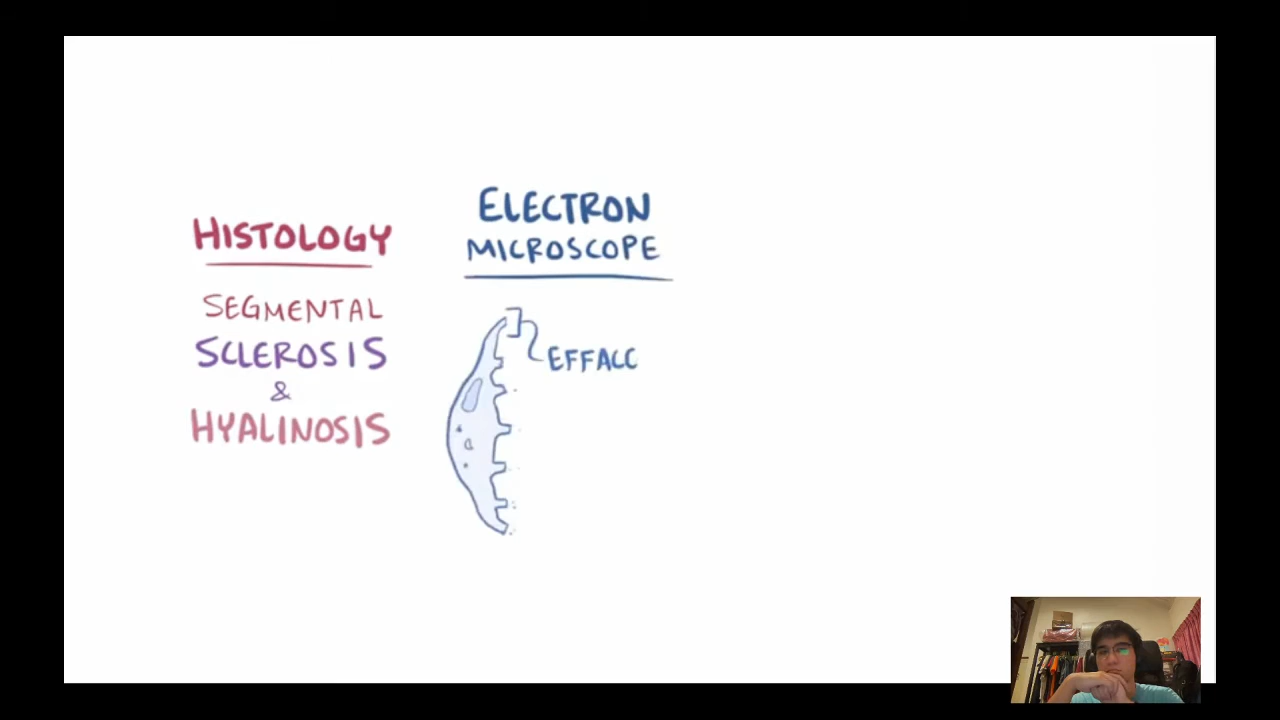 HISTOLOGY
SEGMENTAL
SCLEROSIS
&
HYALINOSIS
ELECTRON
MICROSCOPE
EFFACC